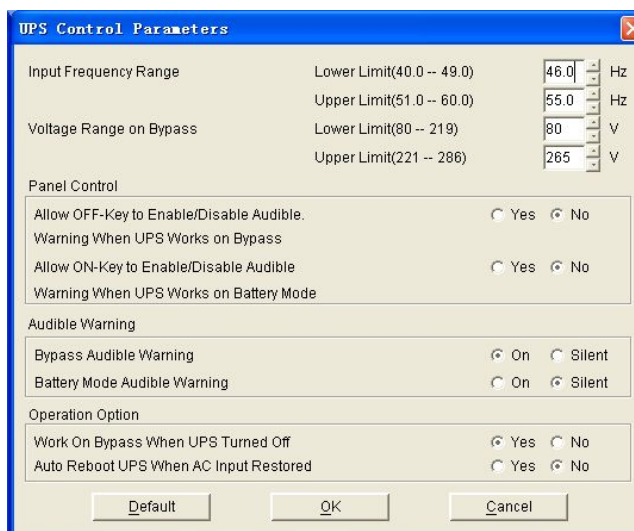 UPS Control Parameters
Input Frequency Range Lower Limit(40.0 -- 49.0) 46.0 Hz
Upper Limit(51.0 -- 60.0) 55.0 Hz
Voltage Range on Bypass Lower Limit(80 -- 219) 80 V
Upper Limit(221 -- 286) 265 V
Panel Control
Allow OFF-Key to Enable/Disable Audible. Yes No
Warning When UPS Works on Bypass
Allow ON-Key to Enable/Disable Audible Yes No
Warning When UPS Works on Battery Mode
Audible Warning
Bypass Audible Warning On Silent
Battery Mode Audible Warning On Silent
Operation Option
Work On Bypass When UPS Turned Off Yes No
Auto Reboot UPS When AC Input Restored Yes No
Default OK Cancel